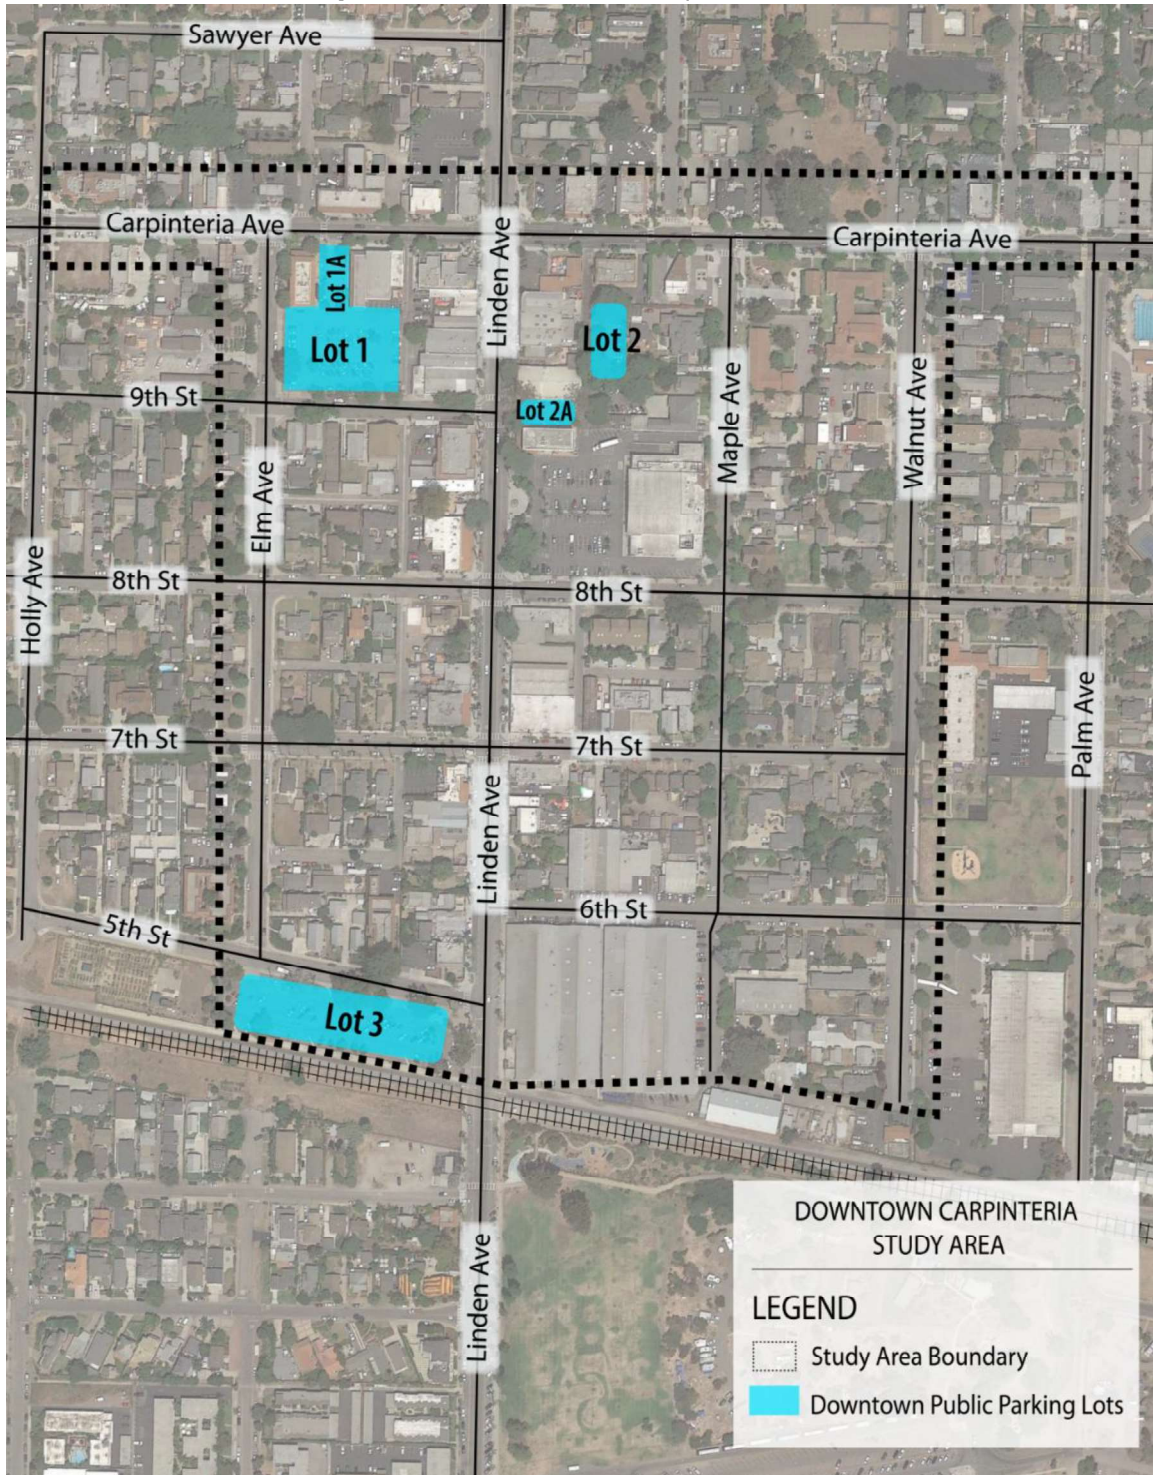 Sawyer Ave
Carpinteria Ave
Carpinteria Ave
Linden Ave
Lot 1A
Lot 1
Lot 2
Lot 2A
9th St
Maple Ave
Walnut Ave
Elm Ave
Holly Ave
8th St
8th St
7th St
7th St
Palm Ave
Linden Ave
6th St
5th St
Lot 3
Linden Ave
DOWNTOWN CARPINTERIA
STUDY AREA
LEGEND
Study Area Boundary
Downtown Public Parking Lots